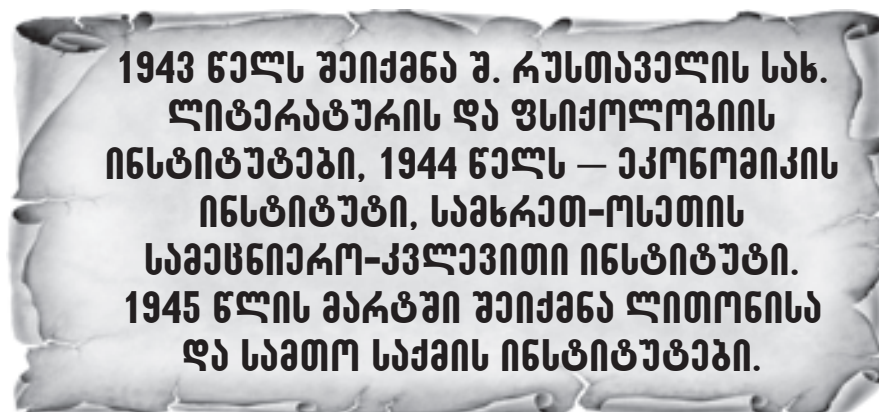 1943 წელს შეიქმნა შ. რუსთაველის სახ.
ლიტერატურის და ფსიქოლოგიის
ინსტიტუტები, 1944 წელს – ეკონომიკის
ინსტიტუტი, სამხრეთ-ოსეთის
სამეცნიერო-კვლევითი ინსტიტუტი.
1945 წლის მარტში შეიქმნა ლითონისა
და სამთო საქმის ინსტიტუტები.